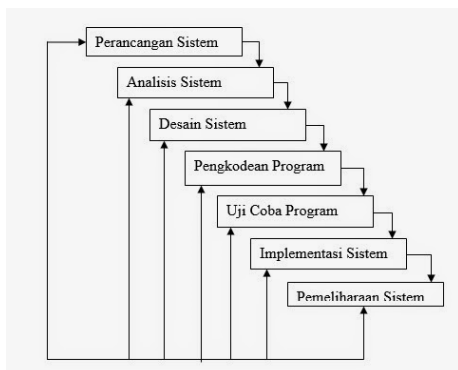 Perancangan Sistem
Analisis Sistem
Desain Sistem
Pengkodean Program
Uji Coba Program
Implementasi Sistem
Pemeliharaan Sistem